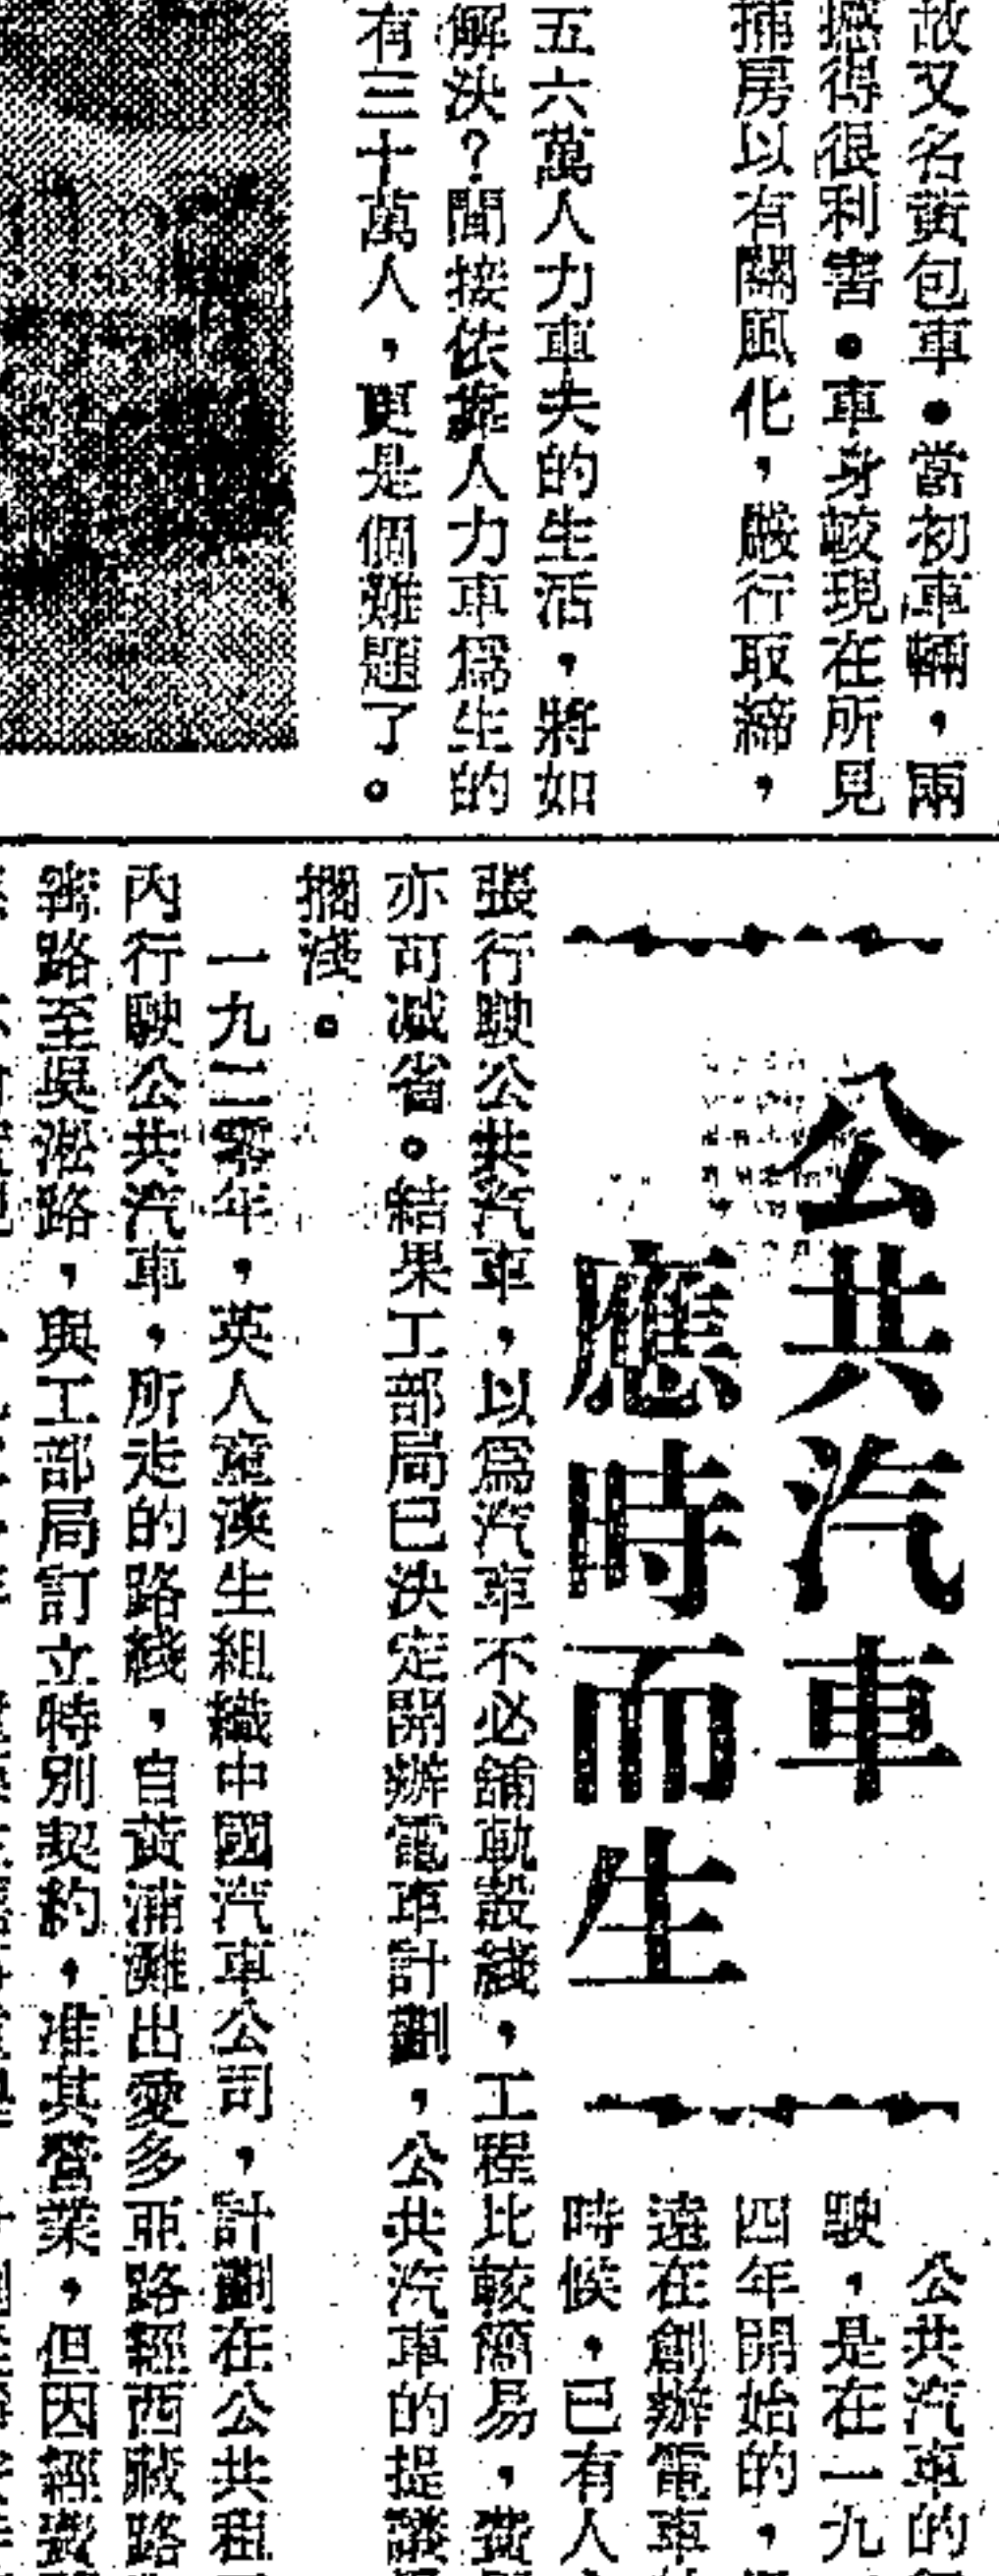 故又名黃包車●當初車輛，兩
得很利害●車身較現在所見
捕房以有關風化，嚴行取締，
五六萬人力車夫的生活，將如
解決？間接依靠人力車爲生的
有三十萬人，更是個難題了。
公共汽車
應時而生
公共汽車的
駛，是在一九
四年開始的，
遠在創辦電車
時候，已有人
張行駛公共汽車，以爲汽車不必舖軌設綫，工程比較簡易，費
亦可減省。結果工部局已決定開辦電車計劃，公共汽車的提議
擱淺。
一九二零年，英人童漢生組織中國汽車公司，計劃在公共租
內行駛公共汽車，所走的路綫，自黃浦灘出愛多亞路經西藏路
路至吳淞路，與工部局訂立特別契約，准其營業，但因經費